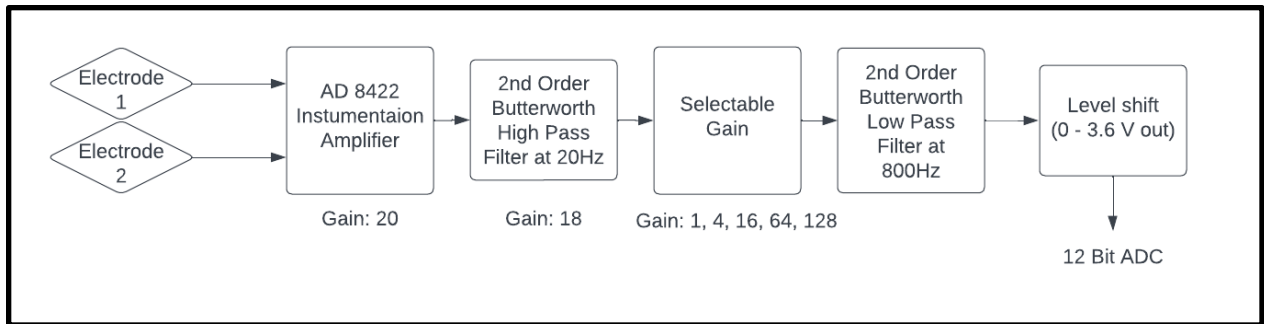 Electrode
1
Electrode
2
AD 8422
Instumentaion
Amplifier
Gain: 20
2nd Order
Butterworth
High Pass
Filter at 20Hz
Gain: 18
Selectable
Gain
Gain: 1, 4, 16, 64, 128
2nd Order
Butterworth
Low Pass
Filter at
800Hz
Level shift
(0 - 3.6 V out)
12 Bit ADC